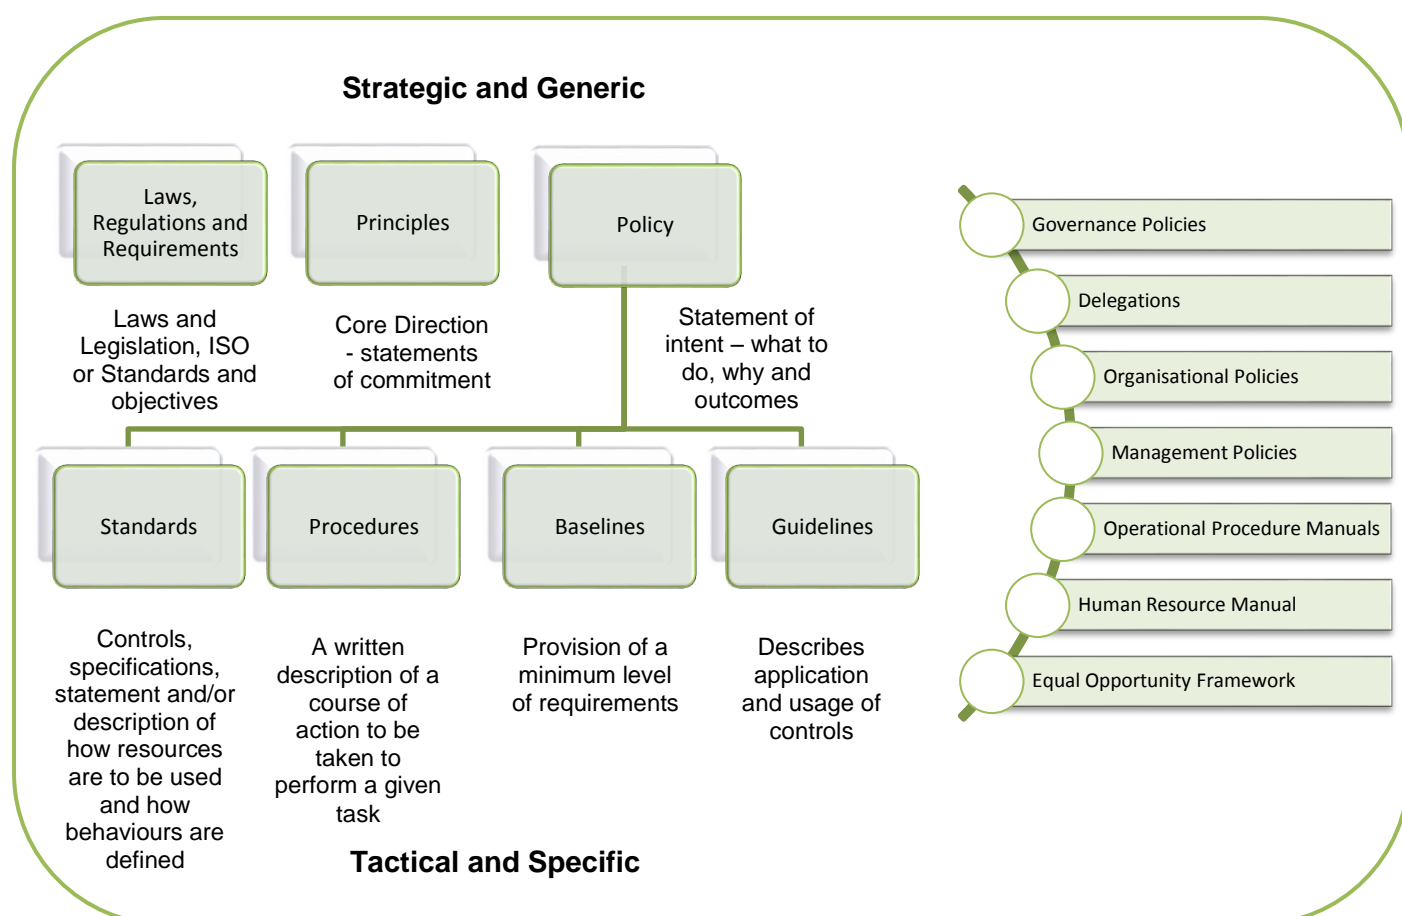 Strategic and Generic
Laws,
Regulations and
Requirements
Principles
Policy
Laws and
Legislation, ISO
or Standards and
objectives
Core Direction
- statements
of commitment
Statement of
intent – what to
do, why and
outcomes
Standards
Procedures
Baselines
Guidelines
Controls,
specifications,
statement and/or
description of
how resources
are to be used
and how
behaviours are
defined
A written
description of a
course of
action to be
taken to
perform a given
task
Provision of a
minimum level
of requirements
Describes
application
and usage of
controls
Tactical and Specific
Governance Policies
Delegations
Organisational Policies
Management Policies
Operational Procedure Manuals
Human Resource Manual
Equal Opportunity Framework